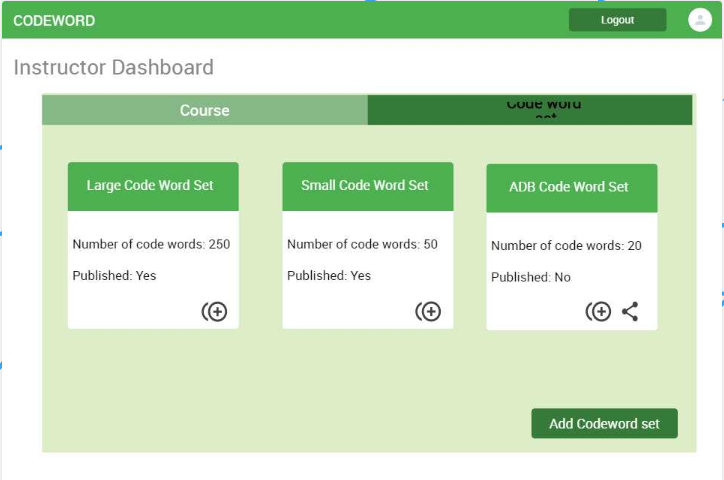 CODEWORD
Logout
Instructor Dashboard
Course
Code word
set
Large Code Word Set
Number of code words: 250
Published: Yes
Small Code Word Set
Number of code words: 50
Published: Yes
ADB Code Word Set
Number of code words: 20
Published: No
Add Codeword set